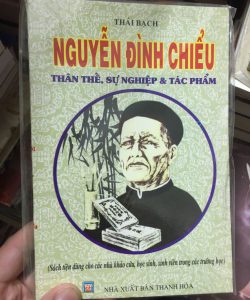 THÁI BẠCH
NGUYỄN ĐÌNH CHIỂU
THÂN THẾ, SỰ NGHIỆP & TÁC PHẨM
(Sách tiện dùng cho các nhà khảo cứu, học sinh, sinh viên trong các trường học)
NHÀ XUẤT BẢN THANH HÓA